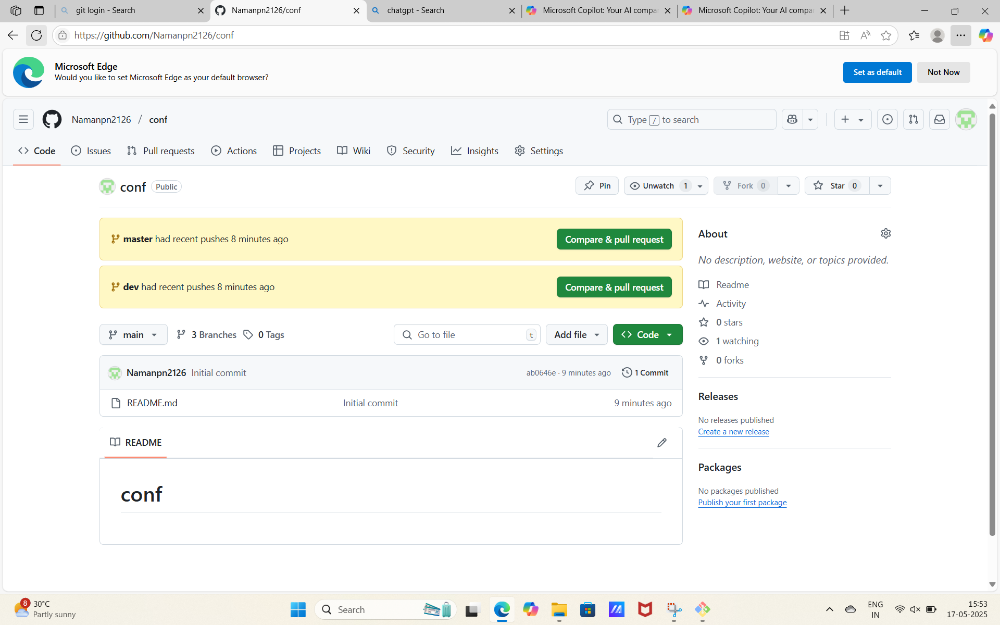 git login - Search
Namanpn2126/conf
chatgpt - Search
Microsoft Copilot: Your AI compa
Microsoft Copilot: Your AI compa
https://github.com/Namanpn2126/conf
Microsoft Edge
Would you like to set Microsoft Edge as your default browser?
Set as default
Not Now
Namanpn2126 / conf
Type / to search
Code
Issues
Pull requests
Actions
Projects
Wiki
Security
Insights
Settings
conf Public
Pin
Unwatch 1
Fork 0
Star 0
master had recent pushes 8 minutes ago
Compare & pull request
dev had recent pushes 8 minutes ago
Compare & pull request
main
3 Branches
0 Tags
Go to file t
Add file
Code
Namanpn2126 Initial commit
ab0646e · 9 minutes ago
1 Commit
README.md
Initial commit
9 minutes ago
README
conf
About
No description, website, or topics provided.
Readme
Activity
0 stars
1 watching
0 forks
Releases
No releases published
Create a new release
Packages
No packages published
Publish your first package
8
30°C
Partly sunny
Search
ENG
IN
15:53
17-05-2025